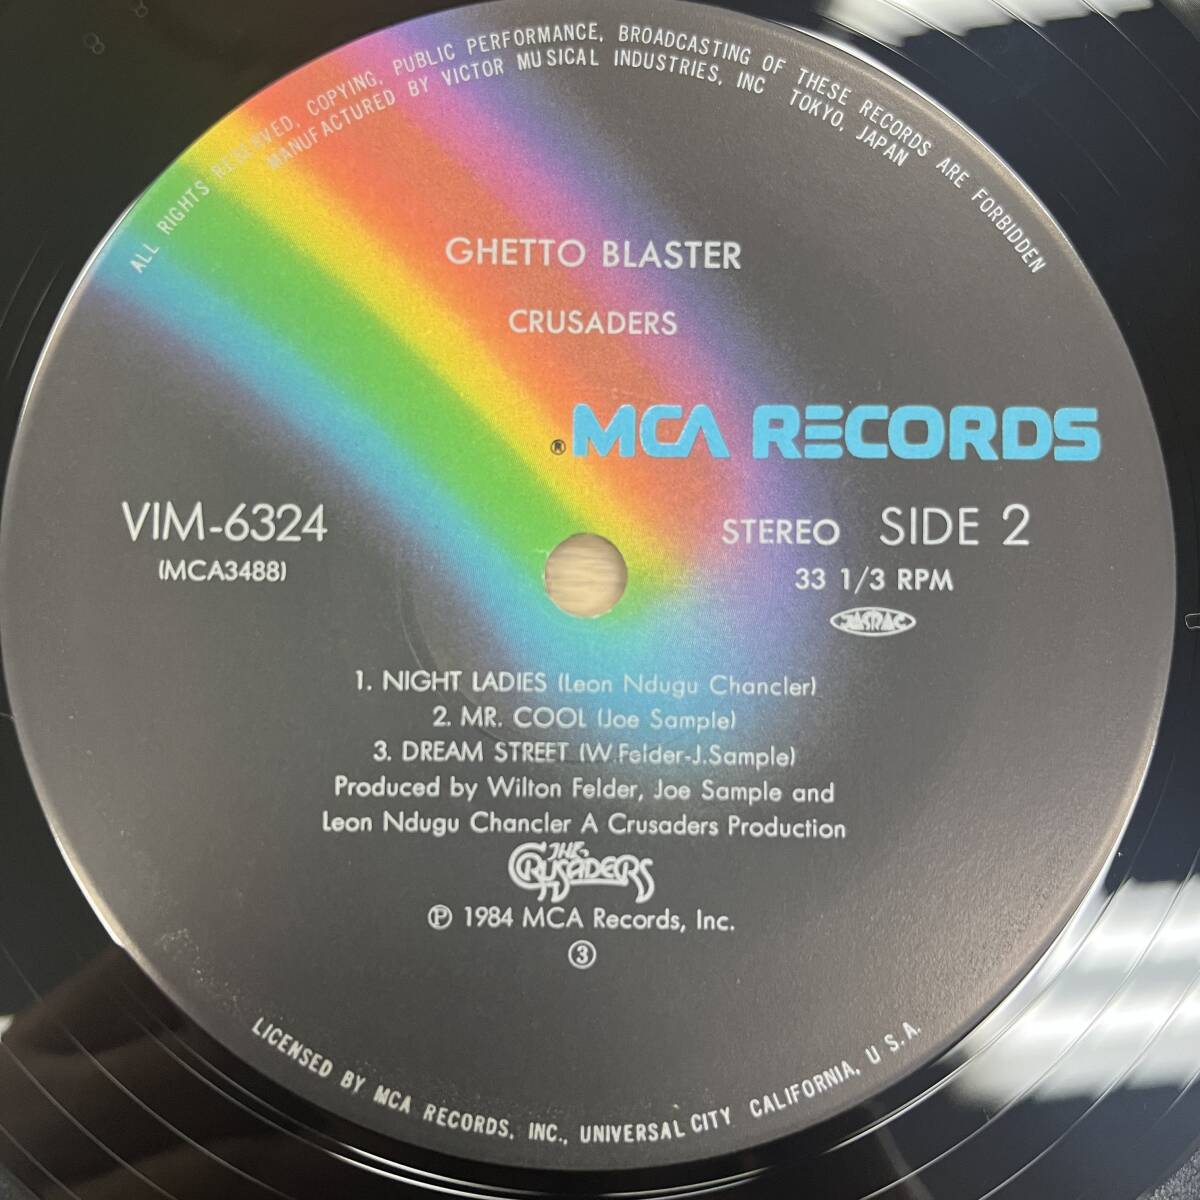 ALL RIGHTS RESERVED, COPYING, PUBLIC PERFORMANCE, BROADCASTING OF THESE RECORDS ARE FORBIDDEN
MANUFACTURED BY VICTOR MUSICAL INDUSTRIES, INC TOKYO, JAPAN
GHETTO BLASTER
CRUSADERS
® MCA RECORDS
VIM-6324
(MCA3488)
STEREO SIDE 2
33 1/3 RPM
JASRAC
1. NIGHT LADIES (Leon Ndugu Chancler)
2. MR. COOL (Joe Sample)
3. DREAM STREET (W.Felder-J.Sample)
Produced by Wilton Felder, Joe Sample and
Leon Ndugu Chancler A Crusaders Production
THE CRUSADERS
℗ 1984 MCA Records, Inc.
③
LICENSED BY MCA RECORDS, INC., UNIVERSAL CITY CALIFORNIA, U.S.A.